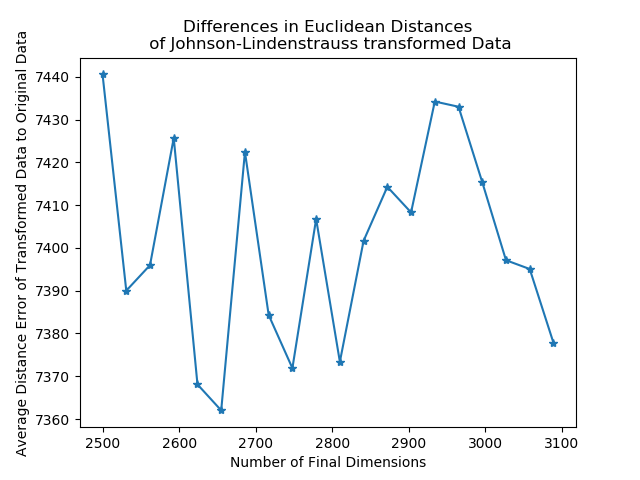 Differences in Euclidean Distances
of Johnson-Lindenstrauss transformed Data
Average Distance Error of Transformed Data to Original Data
7440
7430
7420
7410
7400
7390
7380
7370
7360
2500 2600 2700 2800 2900 3000 3100
Number of Final Dimensions